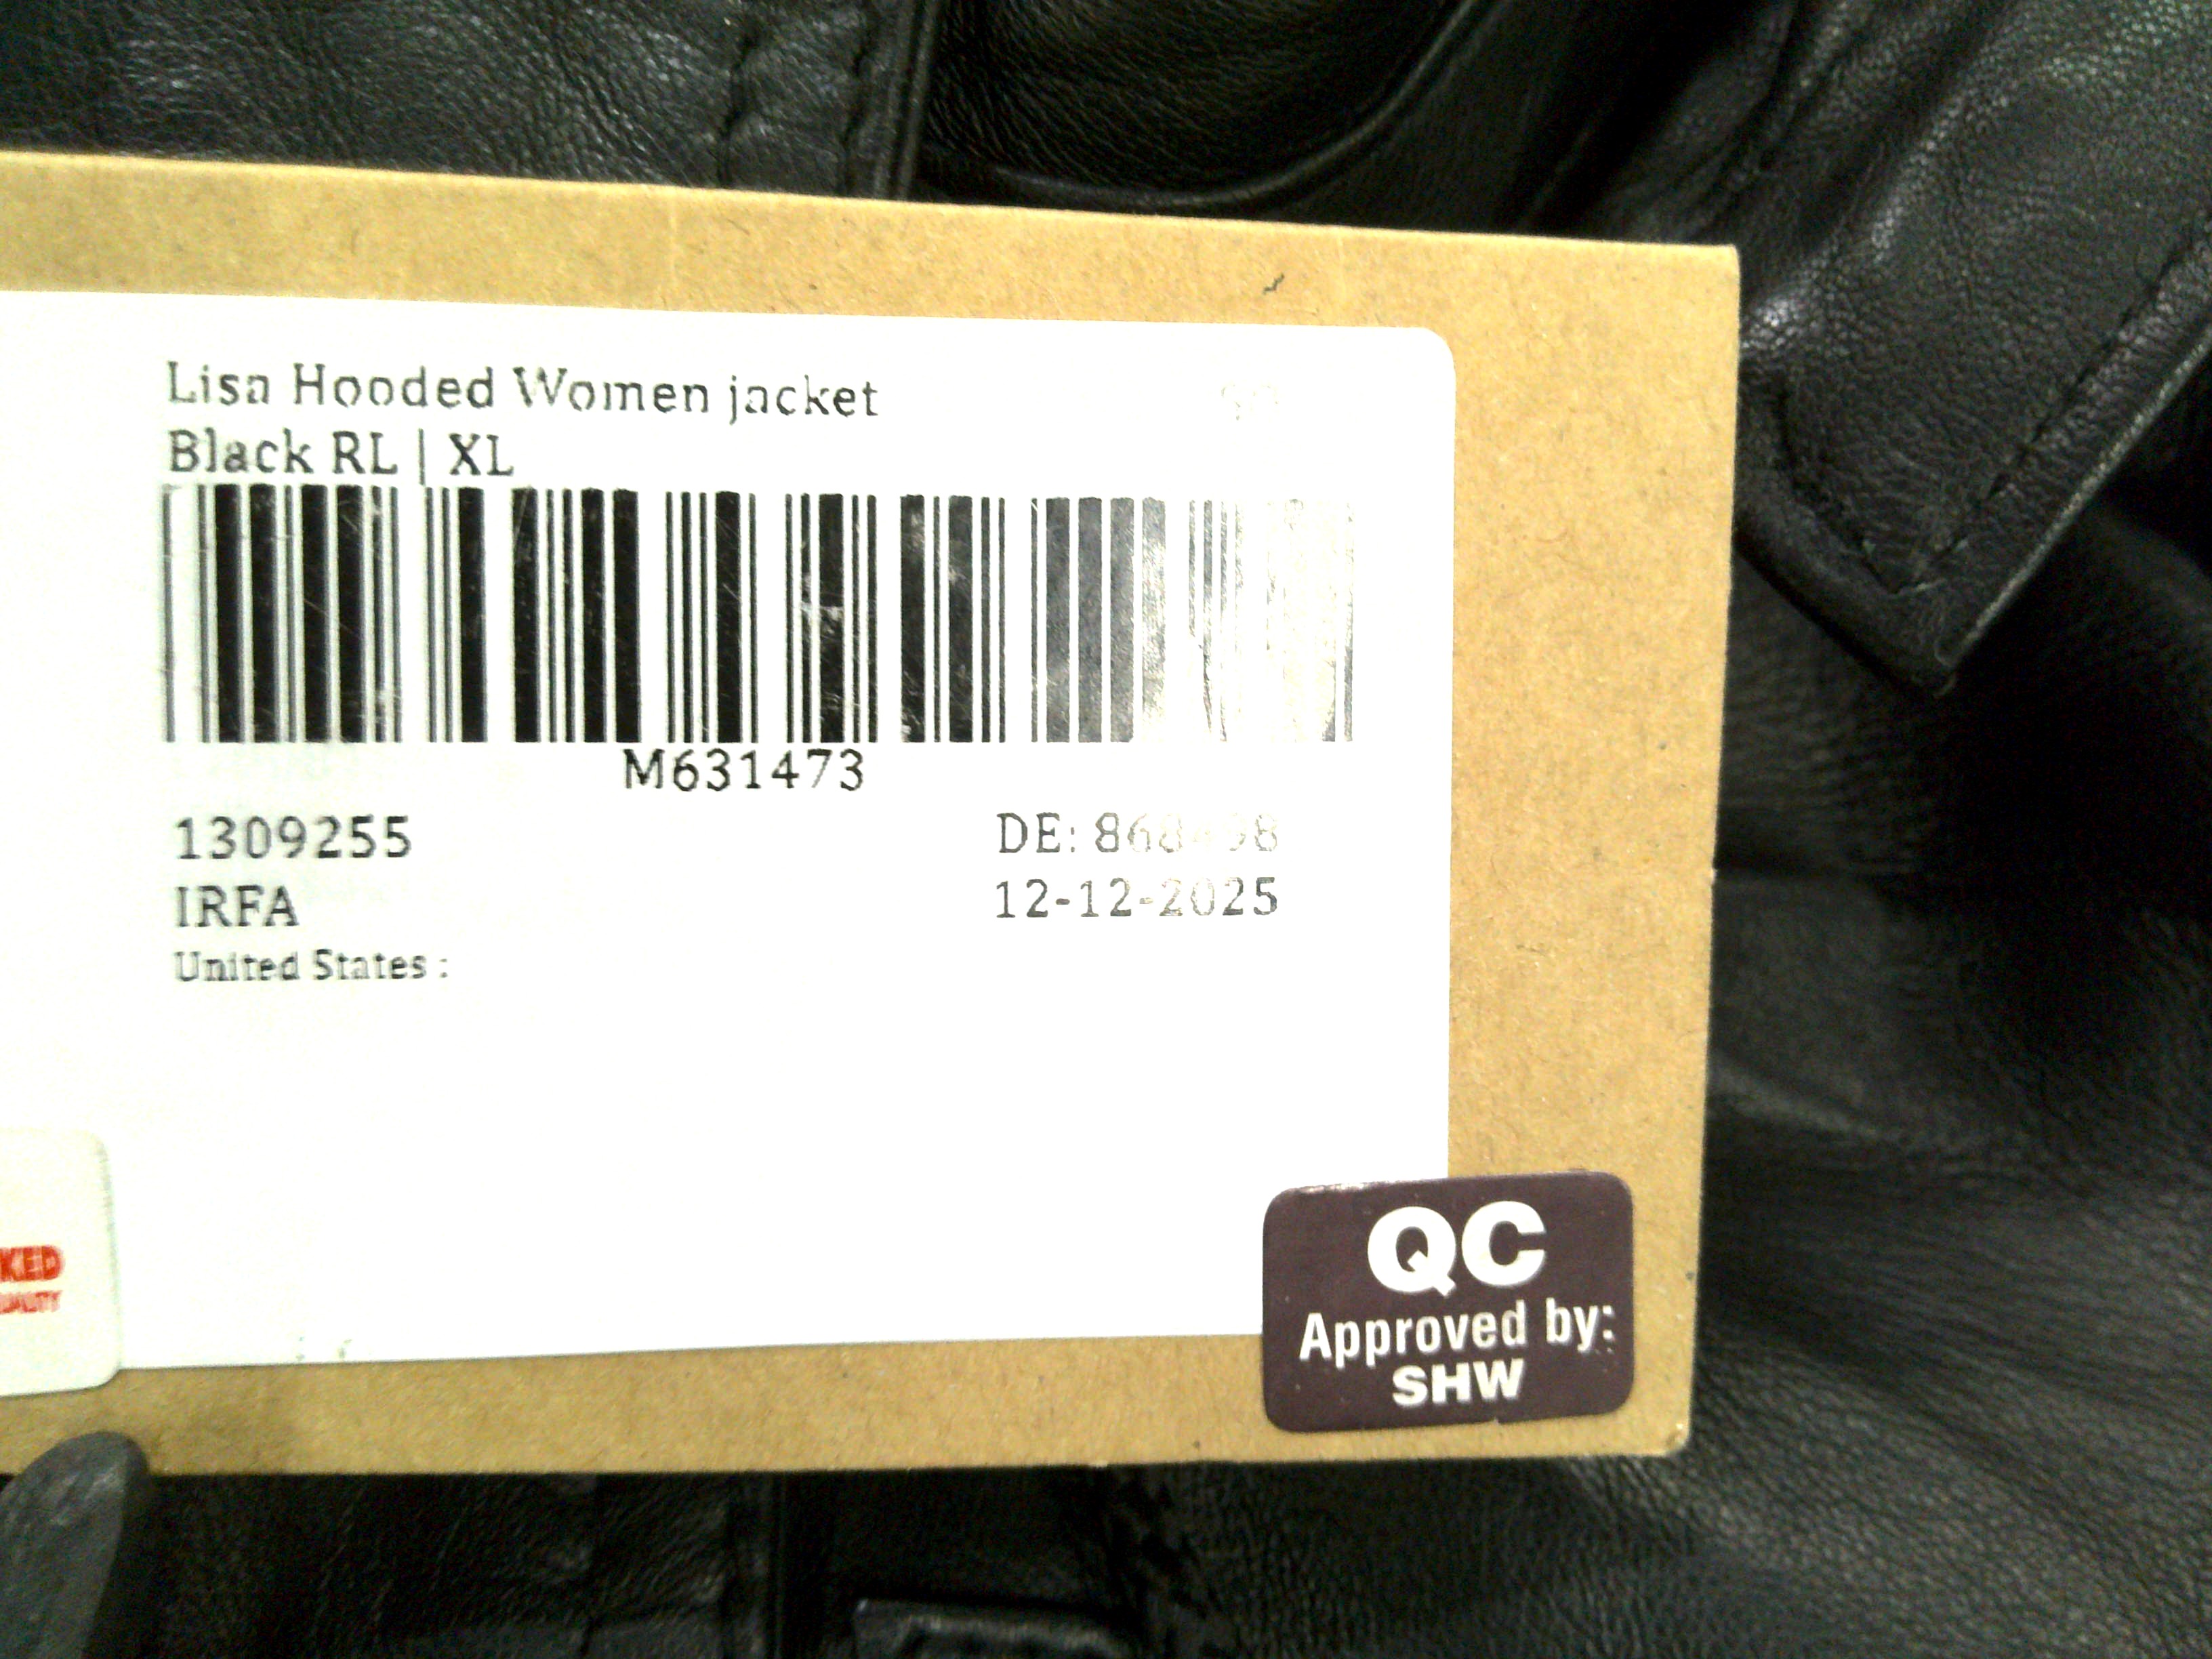 Lisa Hooded Women jacket
Black RL | XL
M631473
1309255
IRFA
United States :
DE:
12-12-2025
QC
Approved by:
SHW